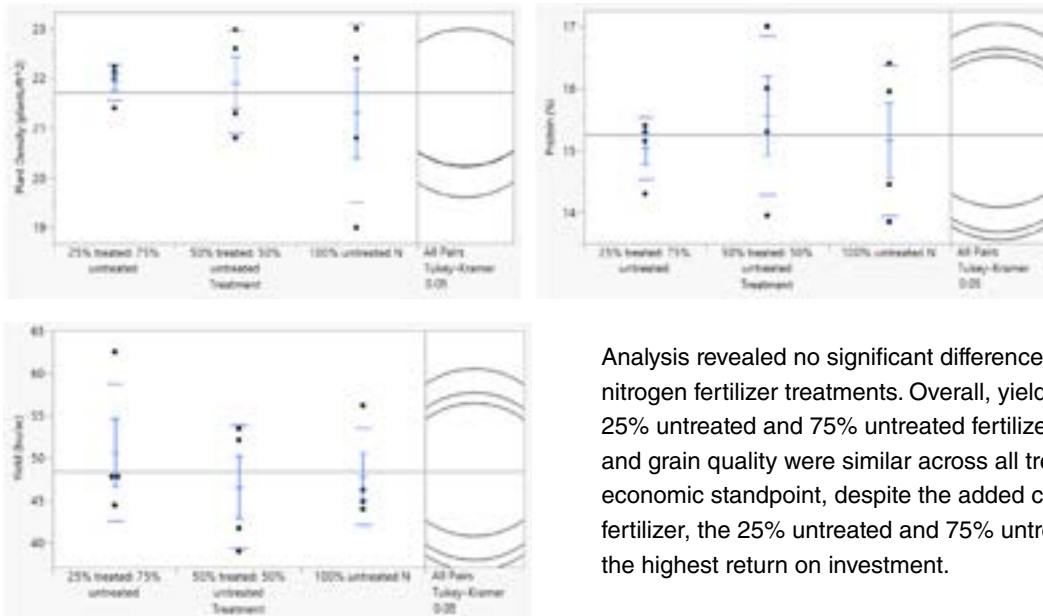 23
22
21
20
19
Plant Density (plants/ft^2)
25% treated: 75%
untreated
50% treated: 50%
untreated
100% untreated N
Treatment
All Pairs
Tukey-Kramer
0.05
17
16
15
14
Protein (%)
25% treated: 75%
untreated
50% treated: 50%
untreated
100% untreated N
Treatment
All Pairs
Tukey-Kramer
0.05
65
60
55
50
45
40
Yield (bu/ac)
25% treated: 75%
untreated
50% treated: 50%
untreated
100% untreated N
Treatment
All Pairs
Tukey-Kramer
0.05
Analysis revealed no significant difference
nitrogen fertilizer treatments. Overall, yield
25% untreated and 75% untreated fertilize
and grain quality were similar across all tre
economic standpoint, despite the added c
fertilizer, the 25% untreated and 75% untre
the highest return on investment.